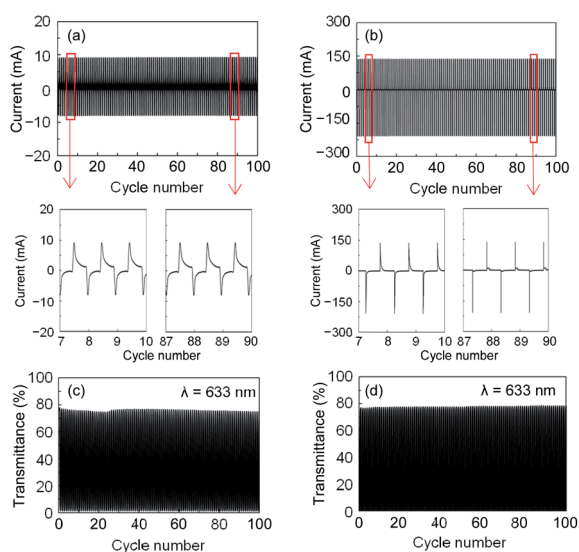 (a)
Current (mA)
20
10
0
−10
−20
0 20 40 60 80 100
Cycle number
(b)
Current (mA)
300
150
0
-150
-300
0 20 40 60 80 100
Cycle number
Current (mA)
20
10
0
−10
−20
7 8 9 10
87 88 89 90
Cycle number
Current (mA)
300
150
0
-150
-300
7 8 9 10
87 88 89 90
Cycle number
(c)
λ = 633 nm
Transmittance (%)
100
80
60
40
20
0
0 20 40 60 80 100
Cycle number
(d)
λ = 633 nm
Transmittance (%)
100
80
60
40
20
0
0 20 40 60 80 100
Cycle number